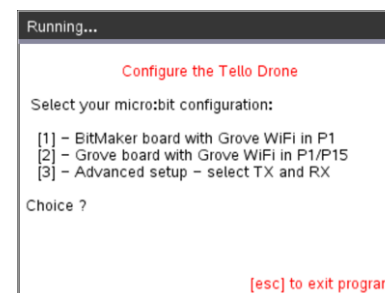 Running...
Configure the Tello Drone
Select your micro:bit configuration:
[1] – BitMaker board with Grove WiFi in P1
[2] – Grove board with Grove WiFi in P1/P15
[3] – Advanced setup – select TX and RX
Choice ?
[esc] to exit program